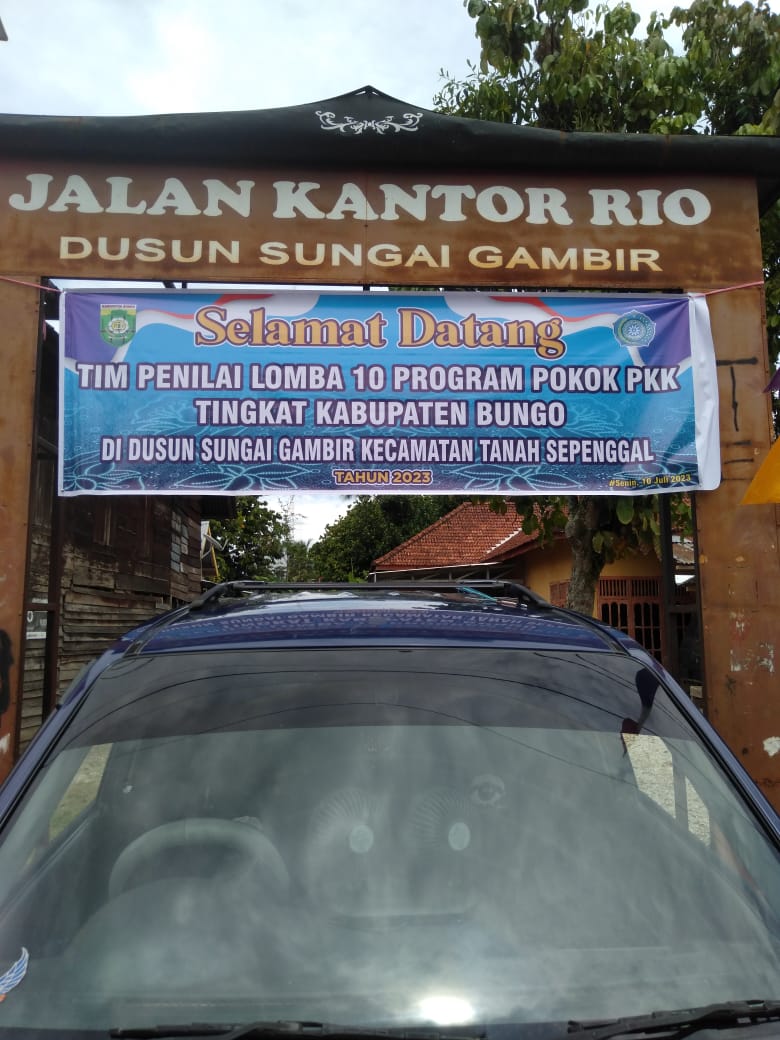 JALAN KANTOR RIO
DUSUN SUNGAI GAMBIR
Selamat Datang
TIM PENILAI LOMBA 10 PROGRAM POKOK PKK
TINGKAT KABUPATEN BUNGO
DI DUSUN SUNGAI GAMBIR KECAMATAN TANAH SEPENGGAL
TAHUN 2023
#Senin, 10 Juli 2023